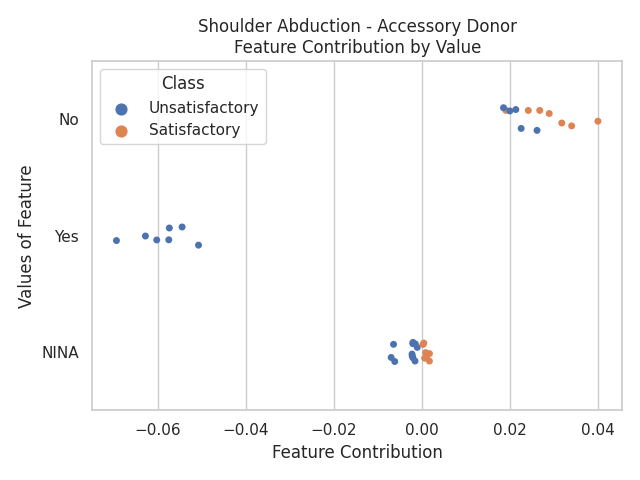 Shoulder Abduction - Accessory Donor
Feature Contribution by Value
Class
Unsatisfactory
Satisfactory
Values of Feature
No
Yes
NINA
−0.06
−0.04
−0.02
0.00
0.02
0.04
Feature Contribution